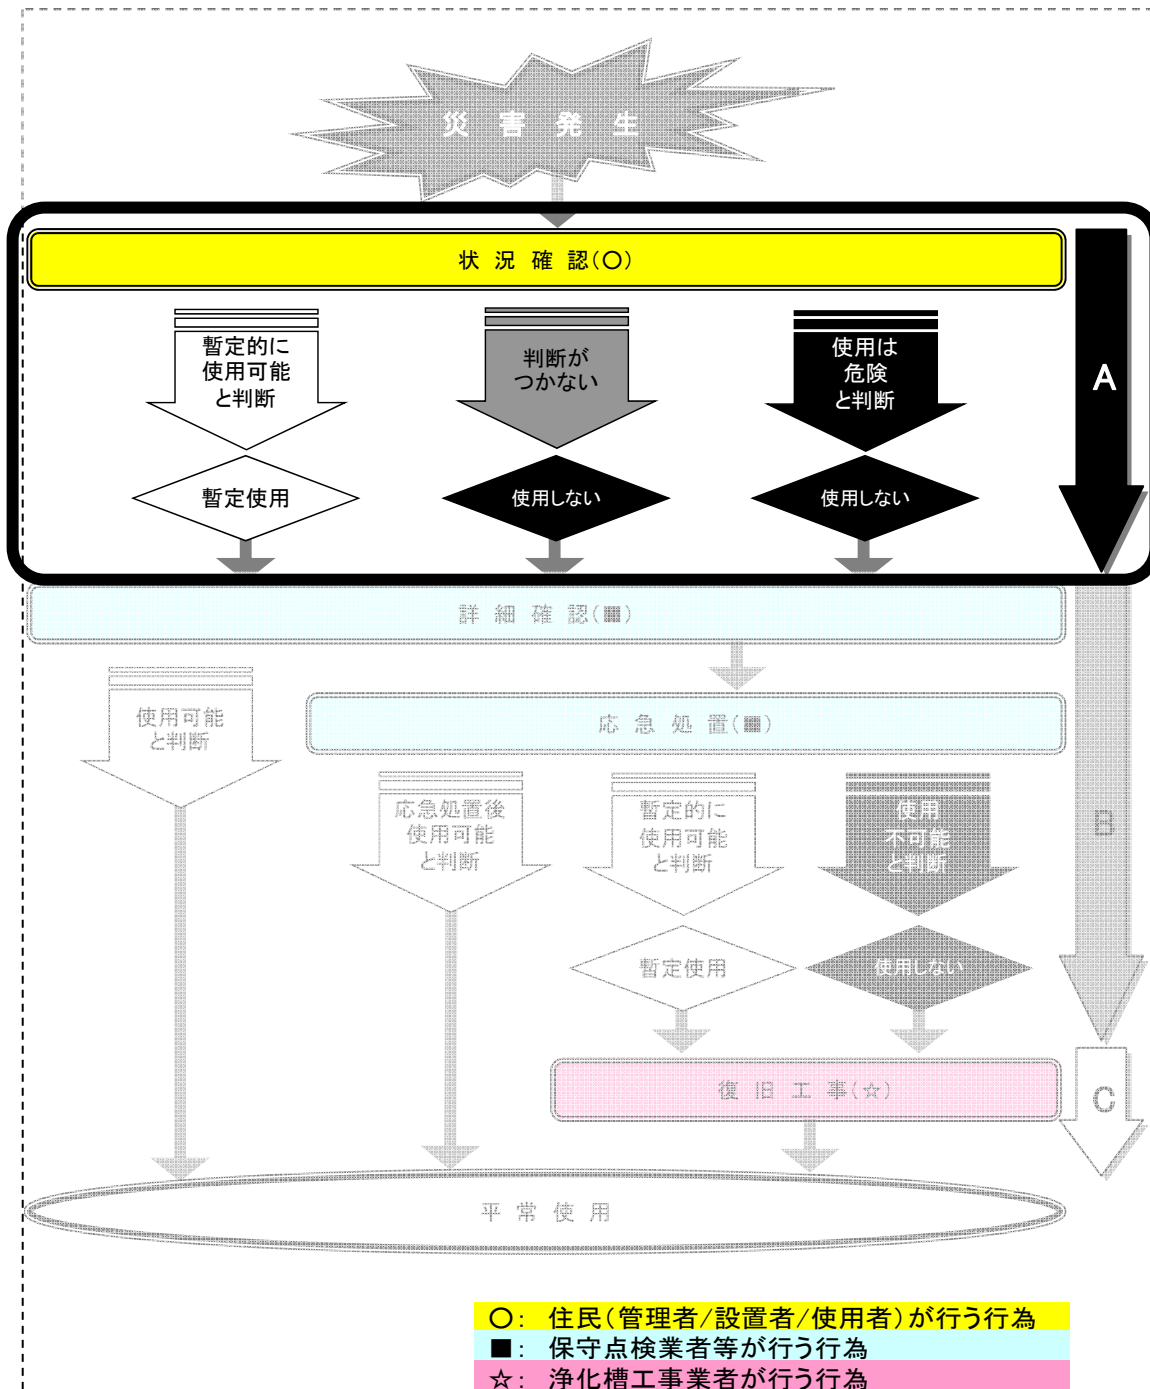 災 害 発 生
状 況 確 認(○)
暫定的に
使用可能
と判断
判断が
つかない
使用は
危険
と判断
A
暫定使用
使用しない
使用しない
詳 細 確 認(■)
使用可能
と判断
応 急 処 置(■)
応急処置後
使用可能
と判断
暫定的に
使用可能
と判断
使用
不可能
と判断
B
暫定使用
使用しない
復 旧 工 事(☆)
C
平 常 使 用
○: 住民(管理者/設置者/使用者)が行う行為
■: 保守点検業者等が行う行為
☆: 浄化槽工事業者が行う行為